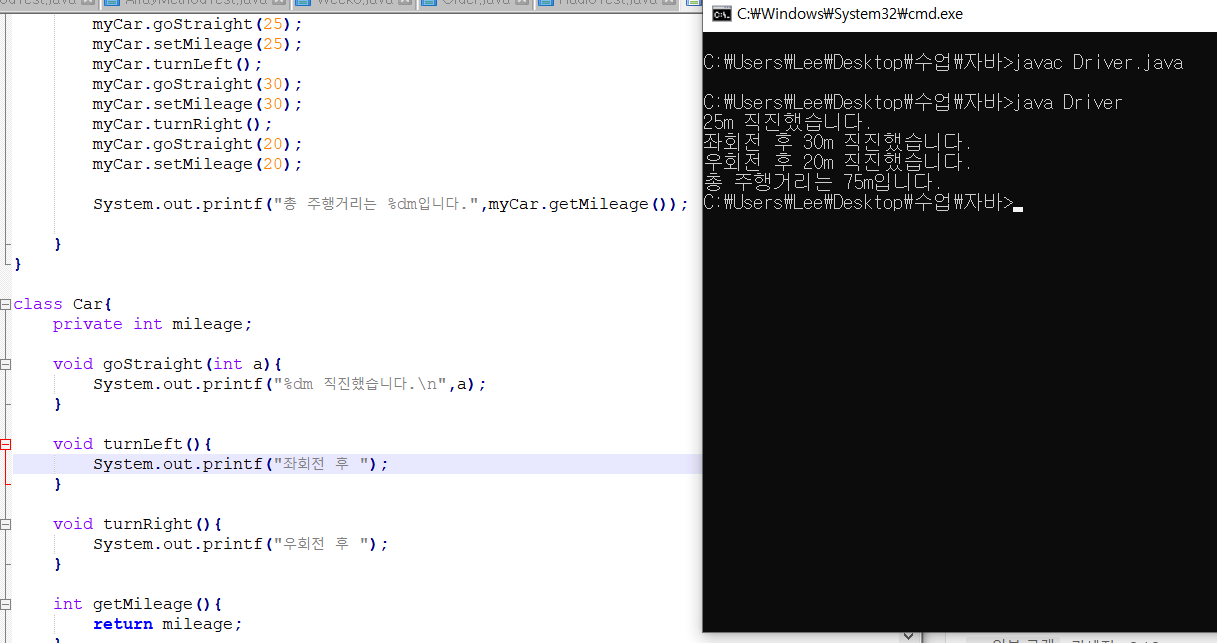 ArrayMethodTest.java
Order.java
RadioTest.java
myCar.goStraight(25);
myCar.setMileage(25);
myCar.turnLeft();
myCar.goStraight(30);
myCar.setMileage(30);
myCar.turnRight();
myCar.goStraight(20);
myCar.setMileage(20);
System.out.printf("총 주행거리는 %dm입니다.",myCar.getMileage());
}
}
class Car{
private int mileage;
void goStraight(int a){
System.out.printf("%dm 직진했습니다.\n",a);
}
void turnLeft(){
System.out.printf("좌회전 후 ");
}
void turnRight(){
System.out.printf("우회전 후 ");
}
int getMileage(){
return mileage;
C:\Windows\System32\cmd.exe
C:\Users\Lee\Desktop\수업\자바>javac Driver.java
C:\Users\Lee\Desktop\수업\자바>java Driver
25m 직진했습니다.
좌회전 후 30m 직진했습니다.
우회전 후 20m 직진했습니다.
총 주행거리는 75m입니다.
C:\Users\Lee\Desktop\수업\자바>